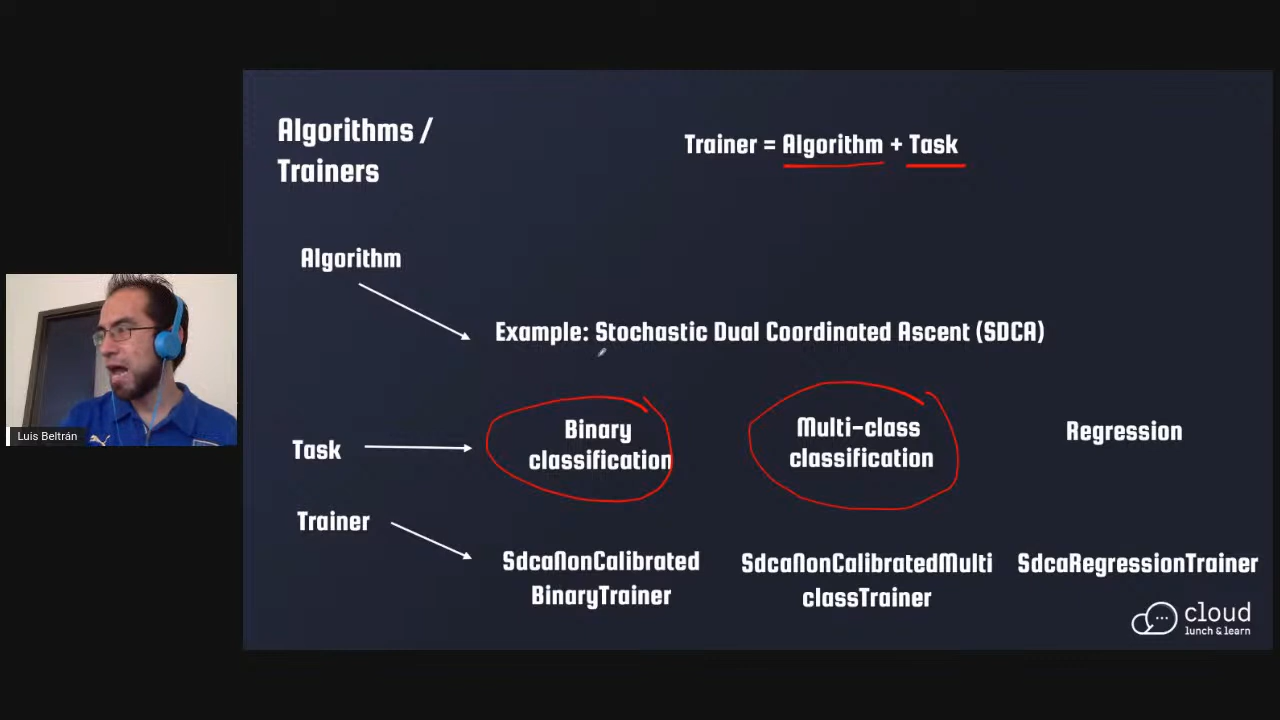 Algorithms /
Trainers
Trainer = Algorithm + Task
Algorithm
Example: Stochastic Dual Coordinated Ascent (SDCA)
Task
Binary
classification
Multi-class
classification
Regression
Trainer
SdcaNonCalibrated
BinaryTrainer
SdcaNonCalibratedMulti
classTrainer
SdcaRegressionTrainer
cloud
lunch & learn
Luis Beltrán